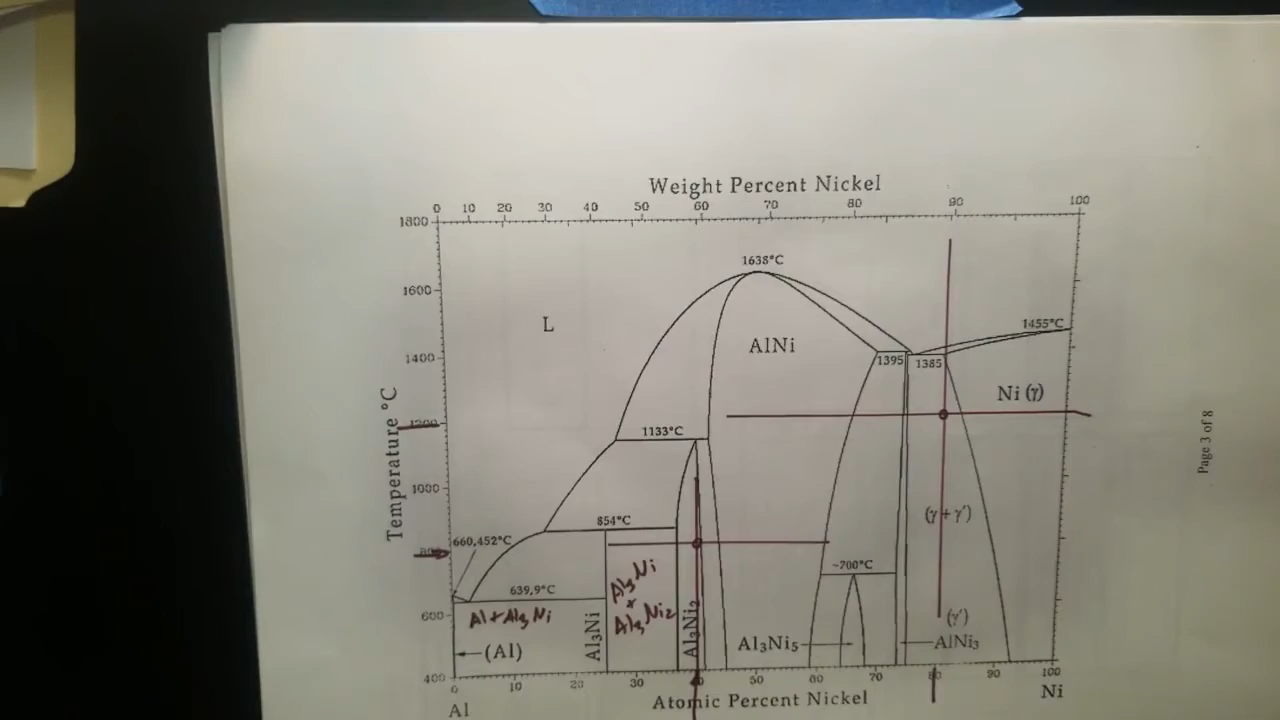 Weight Percent Nickel
0 10 20 30 40 50 60 70 80 90 100
1800
1638°C
1600
L
1455°C
AlNi
1400
1395
1385
Ni (γ)
1200
1133°C
Temperature °C
1000
(γ + γ')
854°C
660,452°C
800
~700°C
639,9°C
Al3Ni
+
Al3Ni2
600
Al + Al3Ni
(γ')
Al3Ni
Al3Ni2
Al3Ni5
AlNi3
(Al)
400
0 10 20 30 40 50 60 70 80 90 100
Atomic Percent Nickel
Al
Ni
Page 3 of 8